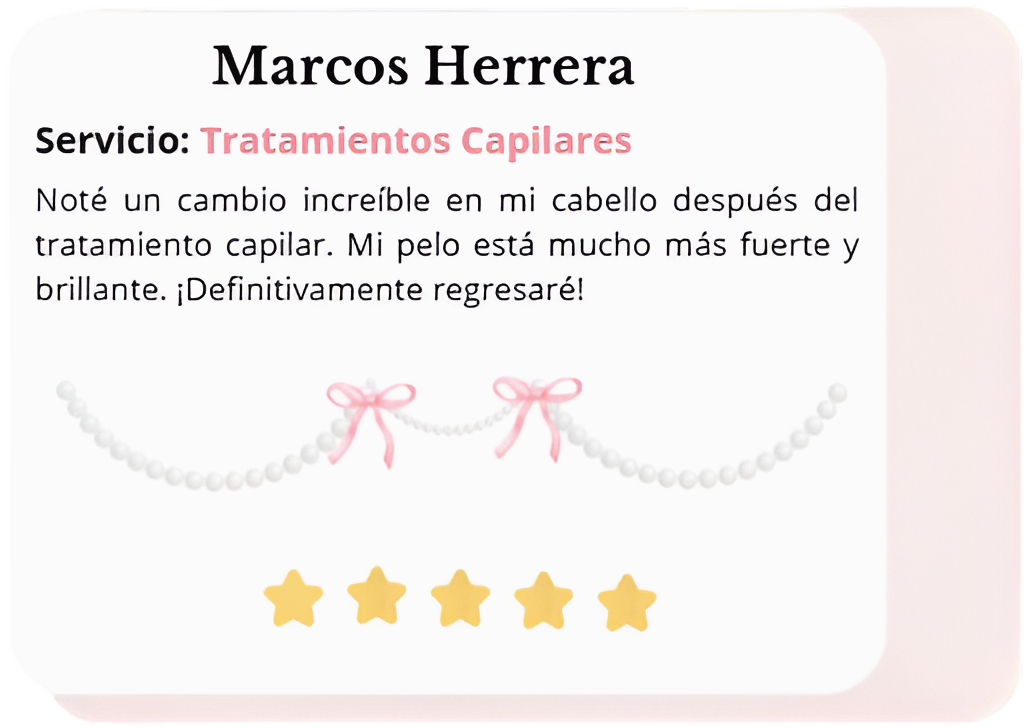 Marcos Herrera
Servicio: Tratamientos Capilares
Noté un cambio increíble en mi cabello después del
tratamiento capilar. Mi pelo está mucho más fuerte y
brillante. ¡Definitivamente regresaré!